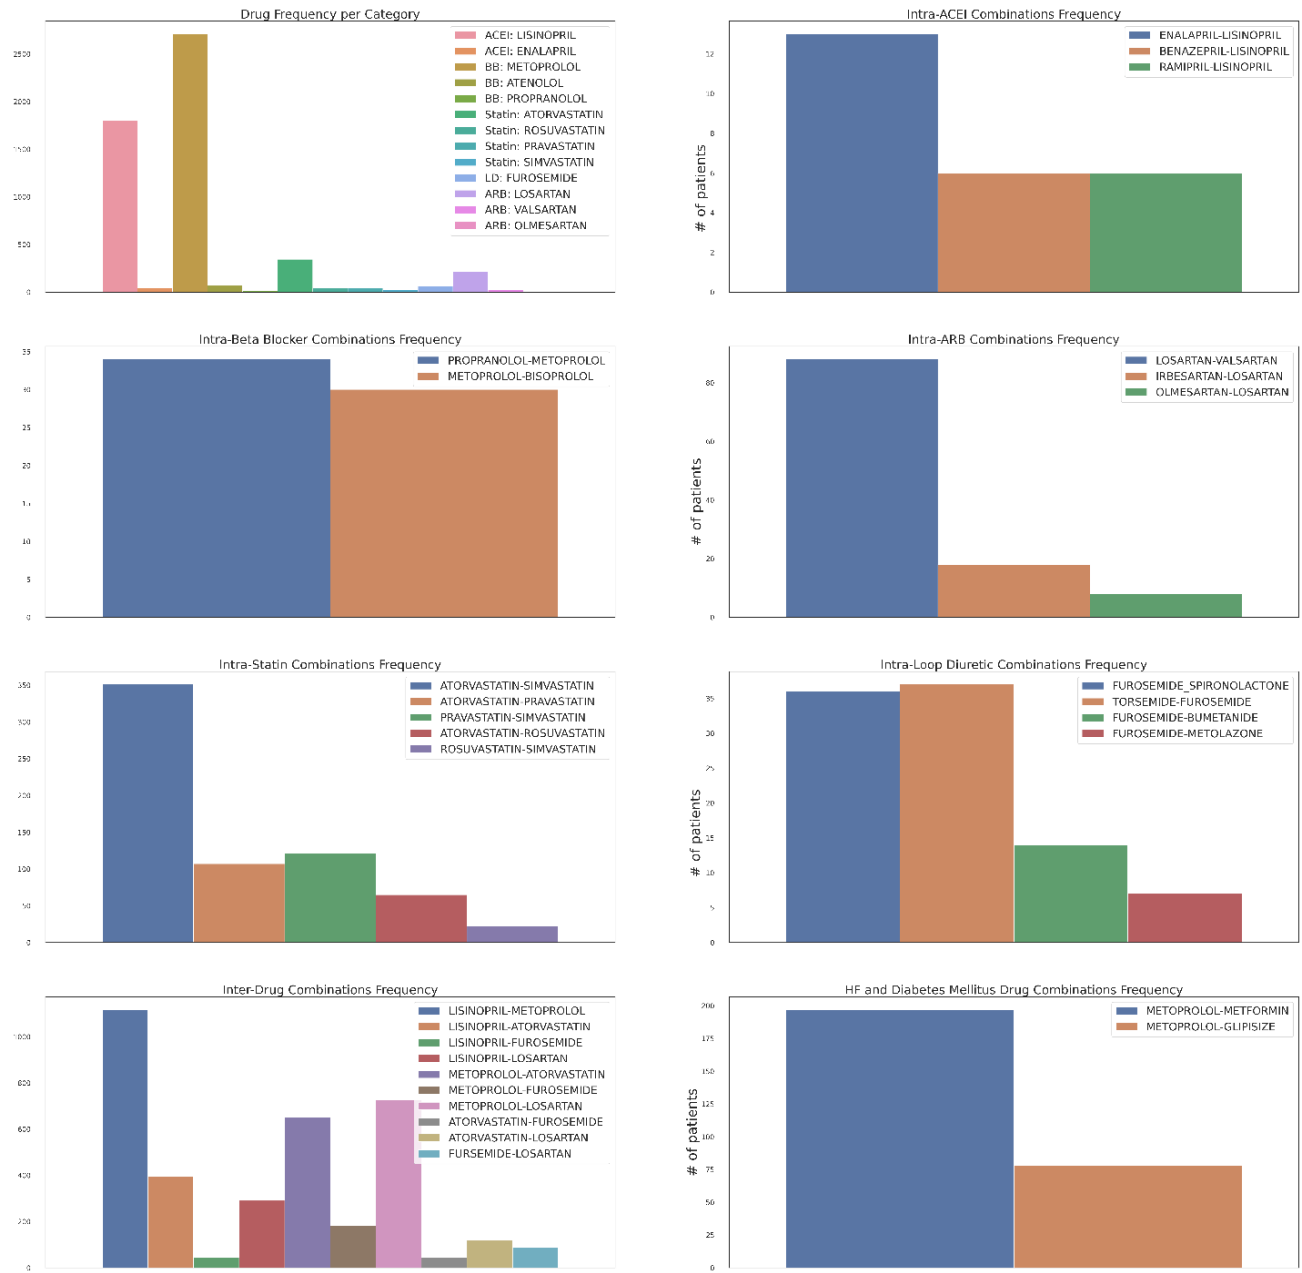 Drug Frequency per Category
2500
2000
1500
1000
500
0
ACEI: LISINOPRIL
ACEI: ENALAPRIL
BB: METOPROLOL
BB: ATENOLOL
BB: PROPRANOLOL
Statin: ATORVASTATIN
Statin: ROSUVASTATIN
Statin: PRAVASTATIN
Statin: SIMVASTATIN
LD: FUROSEMIDE
ARB: LOSARTAN
ARB: VALSARTAN
ARB: OLMESARTAN
Intra-ACEI Combinations Frequency
# of patients
12
10
8
6
4
2
0
ENALAPRIL-LISINOPRIL
BENAZEPRIL-LISINOPRIL
RAMIPRIL-LISINOPRIL
Intra-Beta Blocker Combinations Frequency
35
30
25
20
15
10
5
0
PROPRANOLOL-METOPROLOL
METOPROLOL-BISOPROLOL
Intra-ARB Combinations Frequency
# of patients
80
60
40
20
0
LOSARTAN-VALSARTAN
IRBESARTAN-LOSARTAN
OLMESARTAN-LOSARTAN
Intra-Statin Combinations Frequency
350
300
250
200
150
100
50
0
ATORVASTATIN-SIMVASTATIN
ATORVASTATIN-PRAVASTATIN
PRAVASTATIN-SIMVASTATIN
ATORVASTATIN-ROSUVASTATIN
ROSUVASTATIN-SIMVASTATIN
Intra-Loop Diuretic Combinations Frequency
# of patients
35
30
25
20
15
10
5
0
FUROSEMIDE_SPIRONOLACTONE
TORSEMIDE-FUROSEMIDE
FUROSEMIDE-BUMETANIDE
FUROSEMIDE-METOLAZONE
Inter-Drug Combinations Frequency
1000
800
600
400
200
0
LISINOPRIL-METOPROLOL
LISINOPRIL-ATORVASTATIN
LISINOPRIL-FUROSEMIDE
LISINOPRIL-LOSARTAN
METOPROLOL-ATORVASTATIN
METOPROLOL-FUROSEMIDE
METOPROLOL-LOSARTAN
ATORVASTATIN-FUROSEMIDE
ATORVASTATIN-LOSARTAN
FURSEMIDE-LOSARTAN
HF and Diabetes Mellitus Drug Combinations Frequency
# of patients
200
175
150
125
100
75
50
25
0
METOPROLOL-METFORMIN
METOPROLOL-GLIPISIZE